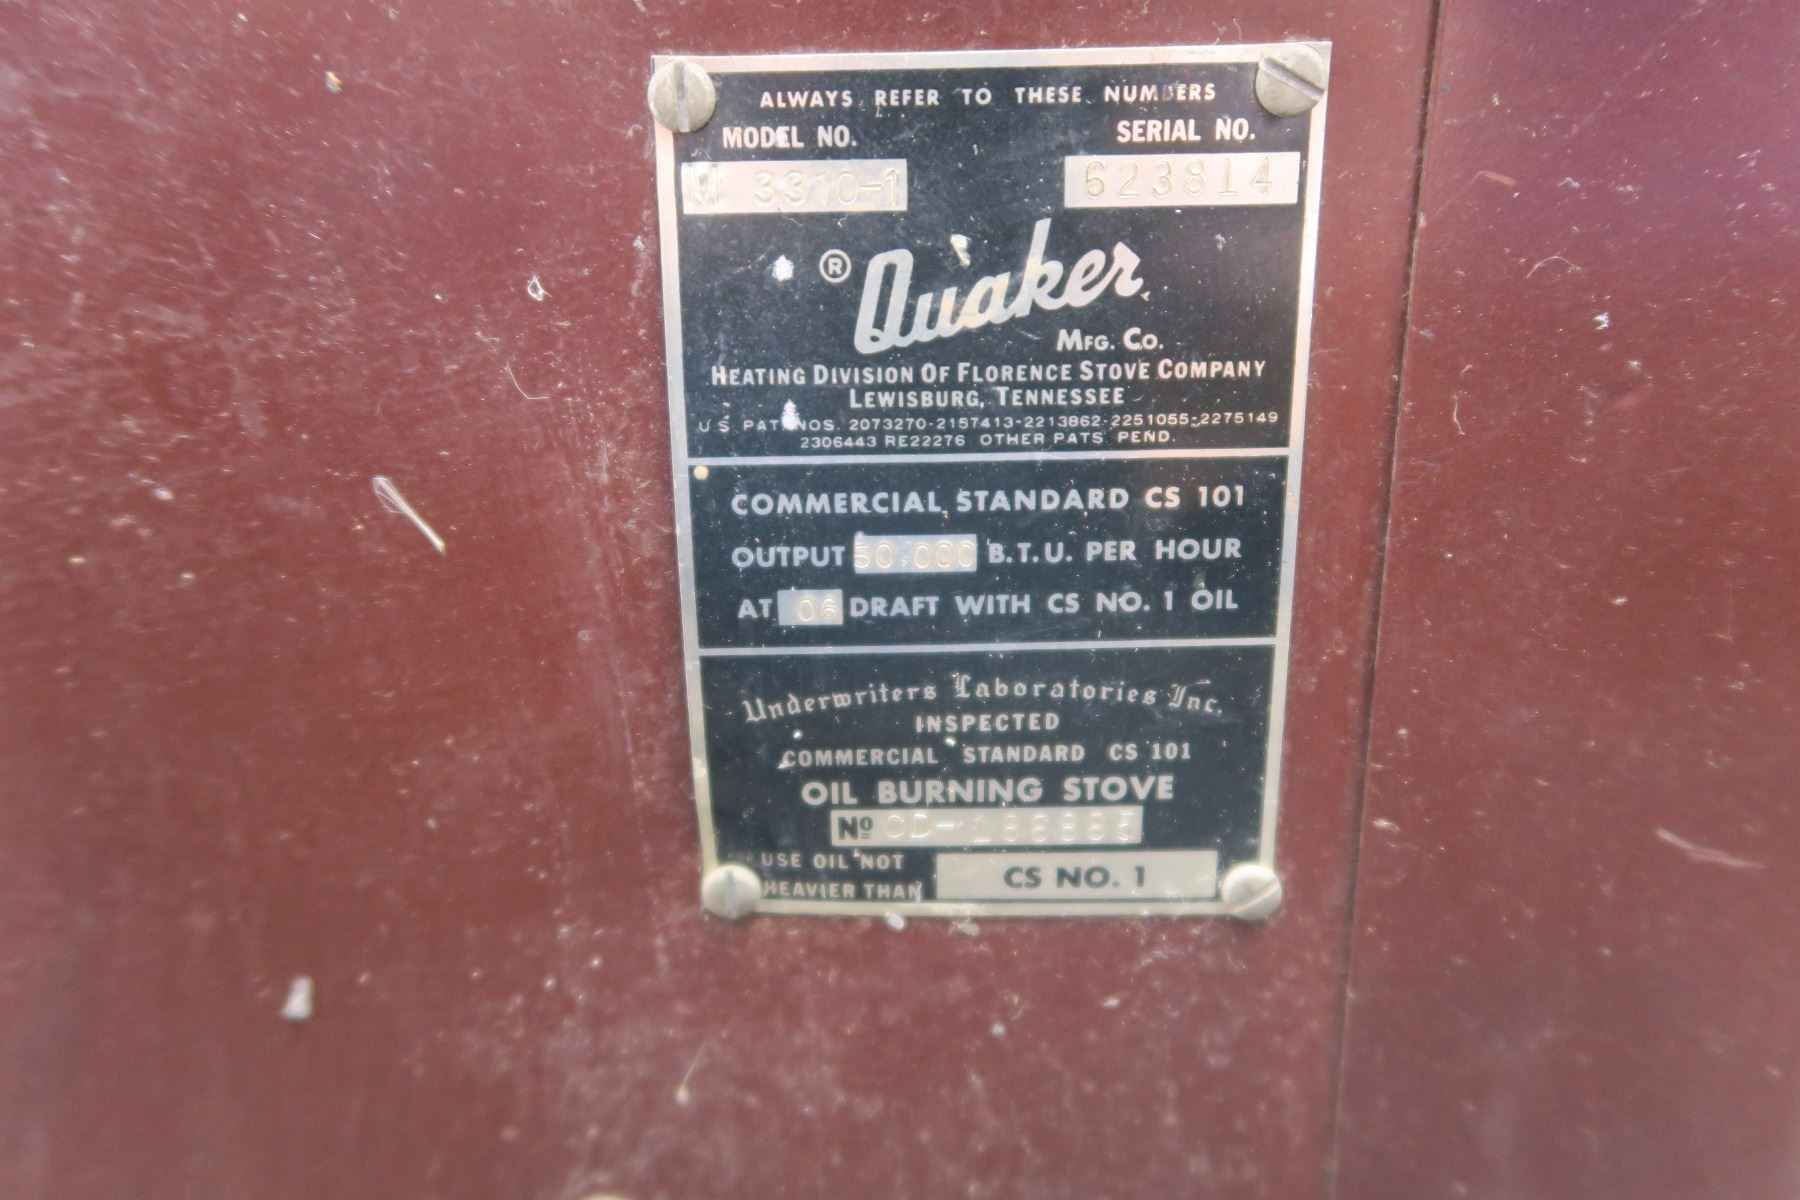 ALWAYS REFER TO THESE NUMBERS
MODEL NO. SERIAL NO.
M 3310-1 623814
® Quaker
MFG. CO.
HEATING DIVISION OF FLORENCE STOVE COMPANY
LEWISBURG, TENNESSEE
U S PAT NOS. 2073270-2157413-2213862-2251055-2275149
2306443 RE22276 OTHER PATS PEND.
COMMERCIAL STANDARD CS 101
OUTPUT 50,000 B.T.U. PER HOUR
AT 06 DRAFT WITH CS NO. 1 OIL
Underwriters Laboratories Inc.
INSPECTED
COMMERCIAL STANDARD CS 101
OIL BURNING STOVE
Nº
USE OIL NOT
HEAVIER THAN CS NO. 1